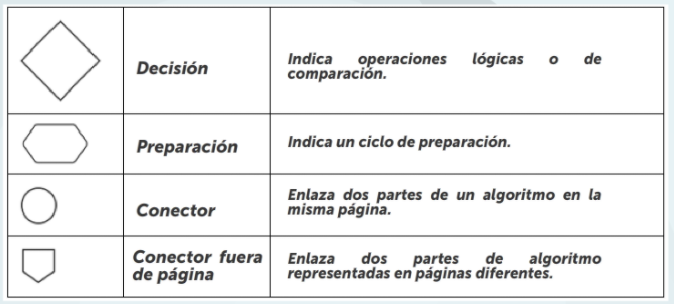 Decisión
Indica operaciones lógicas o de
comparación.
Preparación
Indica un ciclo de preparación.
Conector
Enlaza dos partes de un algoritmo en la
misma página.
Conector fuera
de página
Enlaza dos partes de algoritmo
representadas en páginas diferentes.